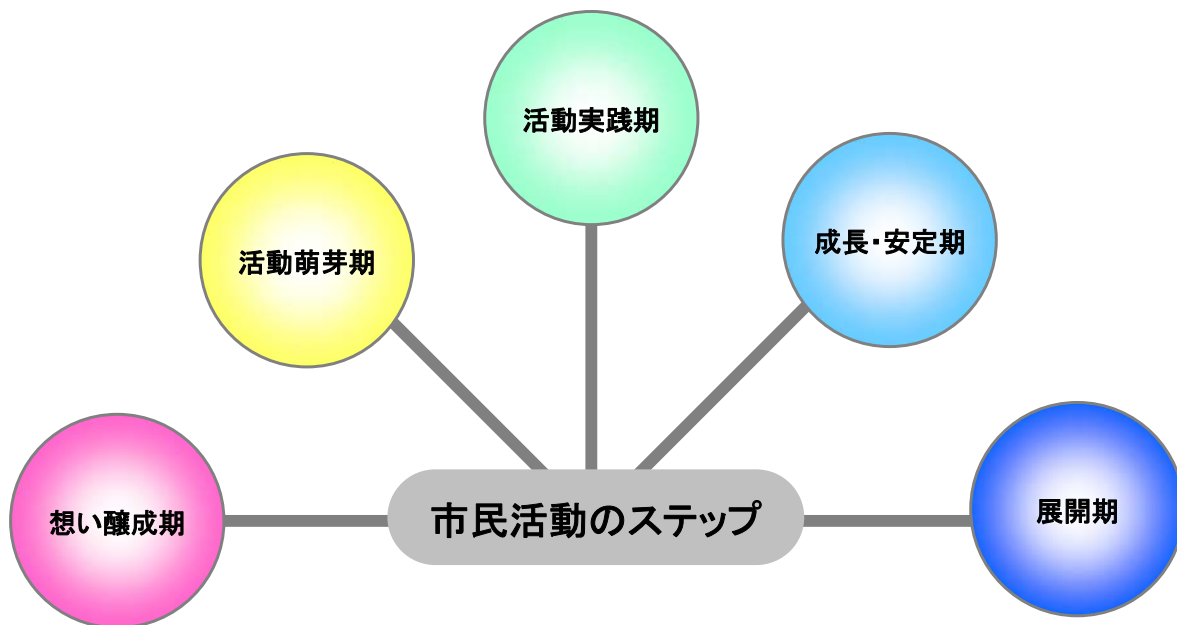 活動実践期
成長・安定期
活動萌芽期
展開期
想い醸成期
市民活動のステップ